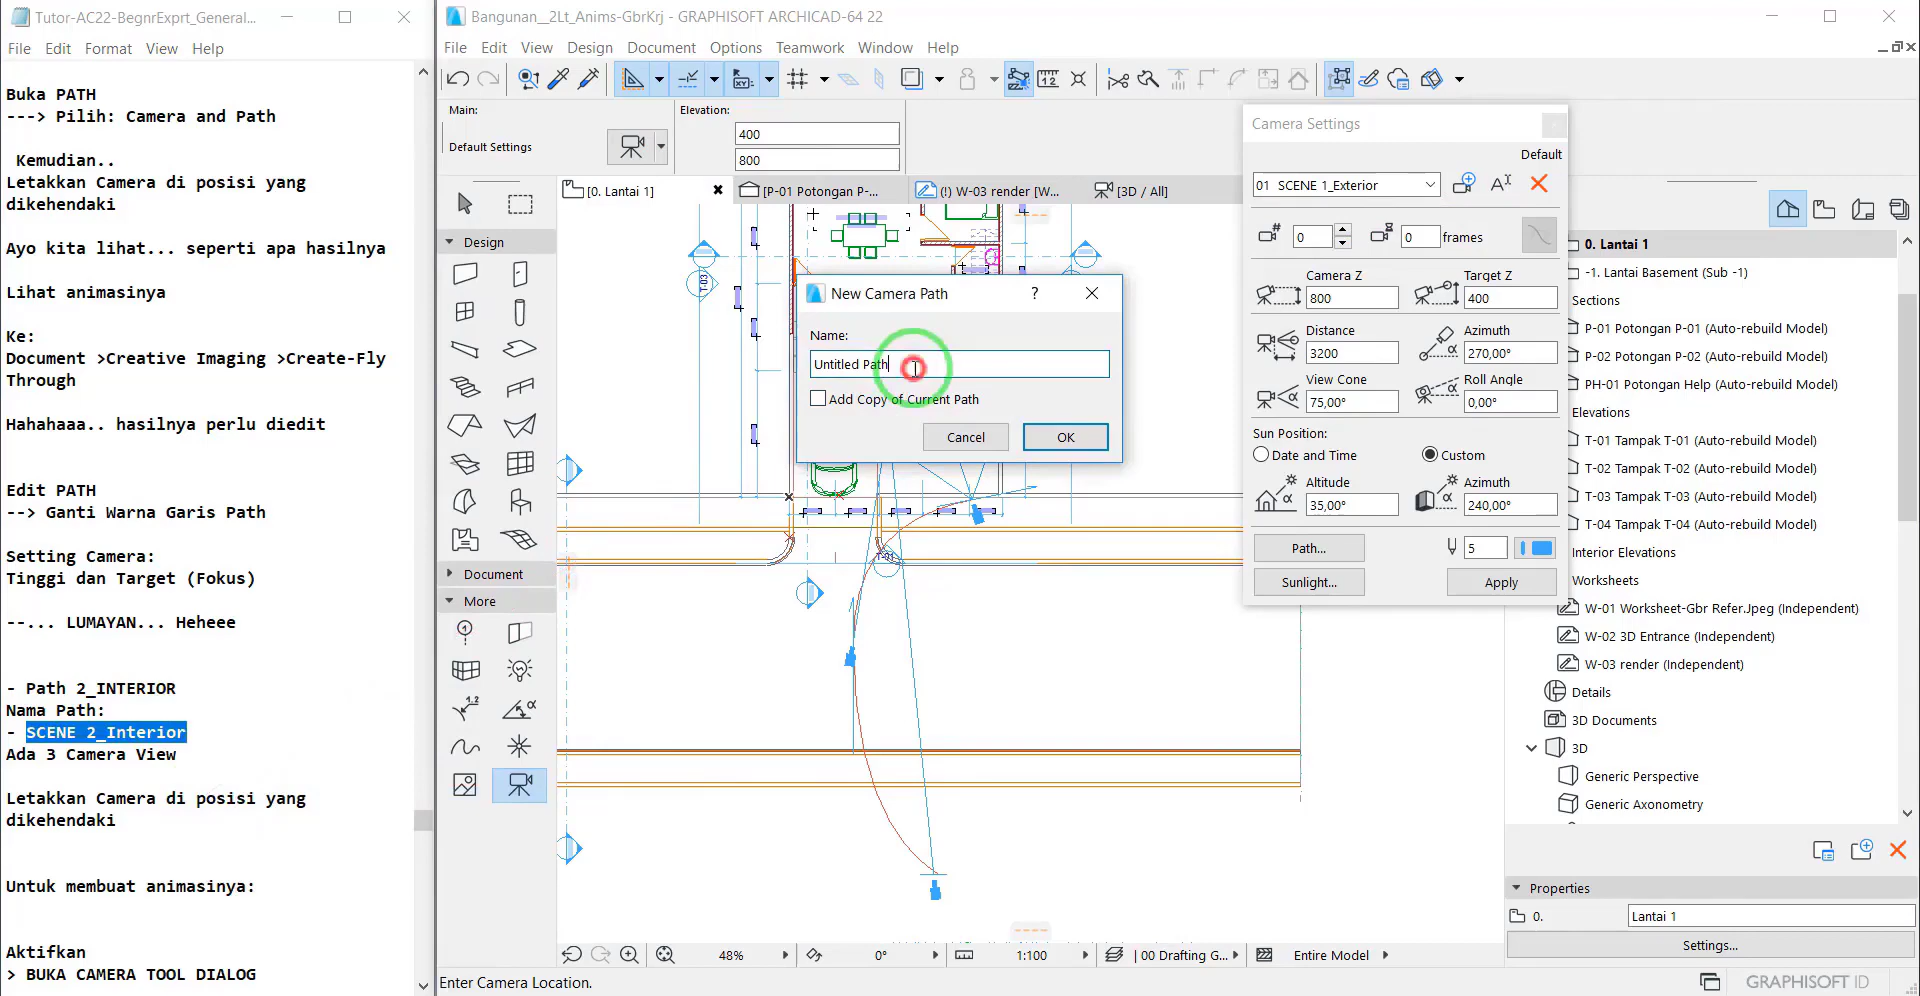 Tutor-AC22-BegnrExprt_General...
File Edit Format View Help
Buka PATH
---> Pilih: Camera and Path
Kemudian..
Letakkan Camera di posisi yang
dikehendaki
Ayo kita lihat... seperti apa hasilnya
Lihat animasinya
Ke:
Document >Creative Imaging >Create-Fly
Through
Hahahaaa.. hasilnya perlu diedit
Edit PATH
--> Ganti Warna Garis Path
Setting Camera:
Tinggi dan Target (Fokus)
--... LUMAYAN... Heheee
- Path 2_INTERIOR
Nama Path:
- SCENE 2_Interior
Ada 3 Camera View
Letakkan Camera di posisi yang
dikehendaki
Untuk membuat animasinya:
Aktifkan
> BUKA CAMERA TOOL DIALOG
Bangunan__2Lt_Anims-GbrKrj - GRAPHISOFT ARCHICAD-64 22
File Edit View Design Document Options Teamwork Window Help
Main:
Default Settings
Elevation:
400
800
[0. Lantai 1]
[P-01 Potongan P-...
(!) W-03 render [W...
[3D / All]
Design
Document
More
T-03
T-01
New Camera Path
?
Name:
Untitled Path
Add Copy of Current Path
Cancel
OK
Camera Settings
Default
01 SCENE 1_Exterior
0
0 frames
Camera Z
800
Target Z
400
Distance
3200
Azimuth
270,00°
View Cone
75,00°
Roll Angle
0,00°
Sun Position:
Date and Time
Custom
Altitude
35,00°
Azimuth
240,00°
Path...
5
Sunlight...
Apply
0. Lantai 1
-1. Lantai Basement (Sub -1)
Sections
P-01 Potongan P-01 (Auto-rebuild Model)
P-02 Potongan P-02 (Auto-rebuild Model)
PH-01 Potongan Help (Auto-rebuild Model)
Elevations
T-01 Tampak T-01 (Auto-rebuild Model)
T-02 Tampak T-02 (Auto-rebuild Model)
T-03 Tampak T-03 (Auto-rebuild Model)
T-04 Tampak T-04 (Auto-rebuild Model)
Interior Elevations
Worksheets
W-01 Worksheet-Gbr Refer.Jpeg (Independent)
W-02 3D Entrance (Independent)
W-03 render (Independent)
Details
3D Documents
3D
Generic Perspective
Generic Axonometry
Properties
0.
Lantai 1
Settings...
48%
0°
1:100
00 Drafting G...
Entire Model
Enter Camera Location.
GRAPHISOFT ID